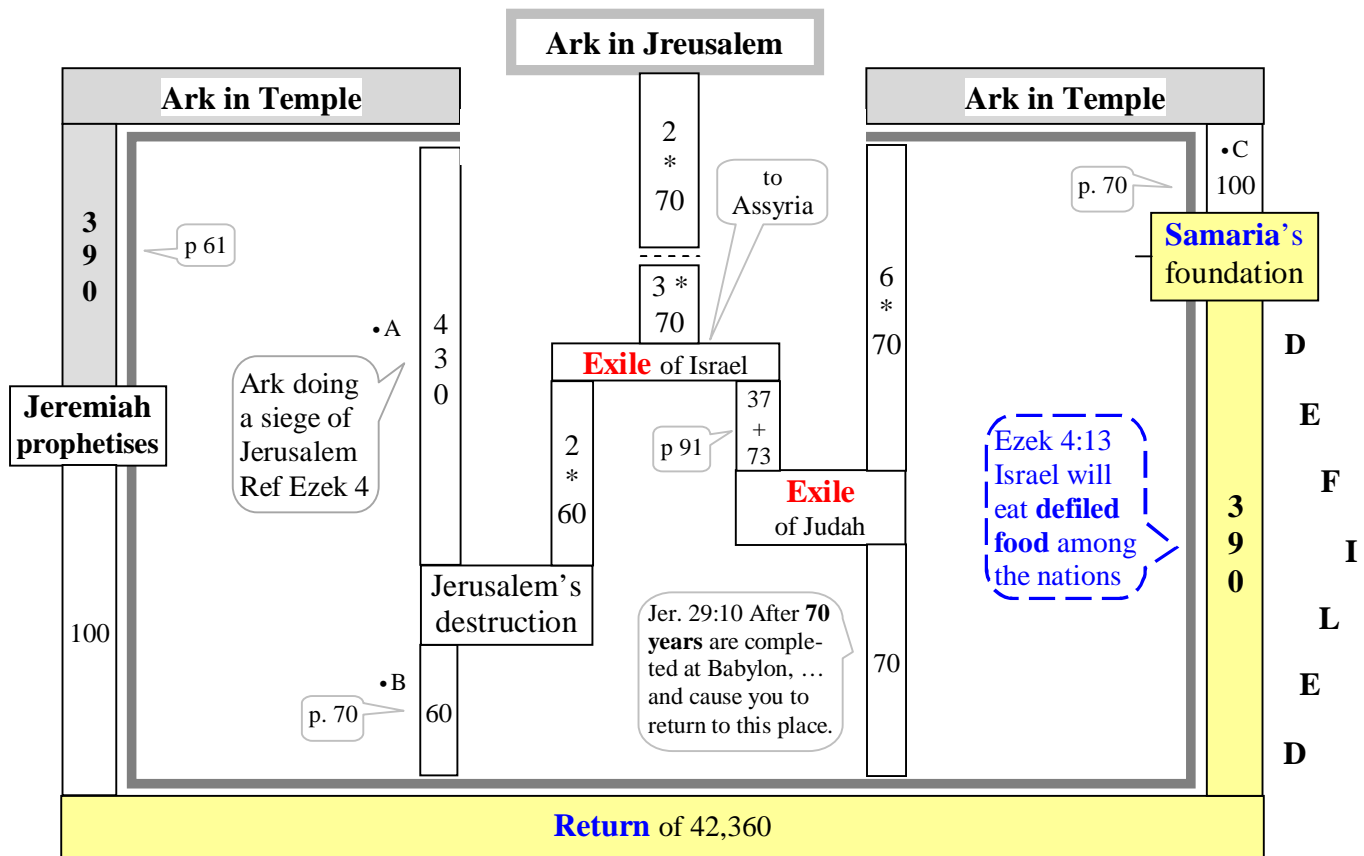 Ark in Jreusalem
Ark in Temple
Ark in Temple
2
*
70
to
Assyria
• C
100
p. 70
3
9
0
p 61
Samaria's
foundation
3 *
70
6
*
70
• A
4
3
0
Exile of Israel
D
E
F
I
L
E
D
Ark doing
a siege of
Jerusalem
Ref Ezek 4
Jeremiah
prophetises
2
*
60
37
+
73
p 91
Exile
of Judah
Ezek 4:13
Israel will
eat defiled
food among
the nations
3
9
0
Jerusalem's
destruction
100
Jer. 29:10 After 70
years are comple-
ted at Babylon, …
and cause you to
return to this place.
70
• B
60
p. 70
Return of 42,360